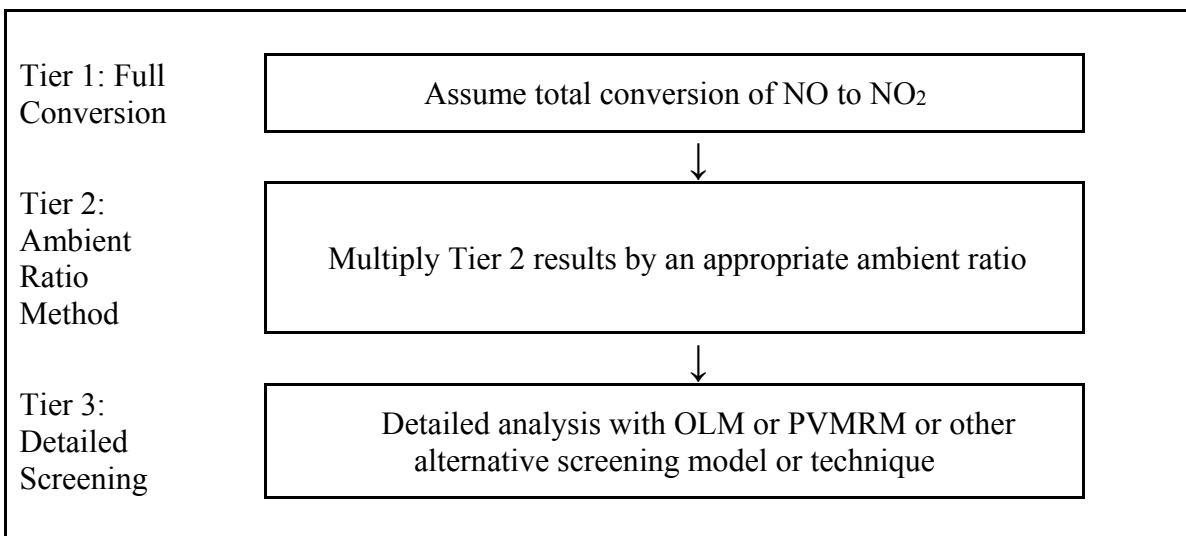 Tier 1: Full
Conversion
Assume total conversion of NO to NO₂
↓
Tier 2:
Ambient
Ratio
Method
Multiply Tier 2 results by an appropriate ambient ratio
↓
Tier 3:
Detailed
Screening
Detailed analysis with OLM or PVMRM or other
alternative screening model or technique